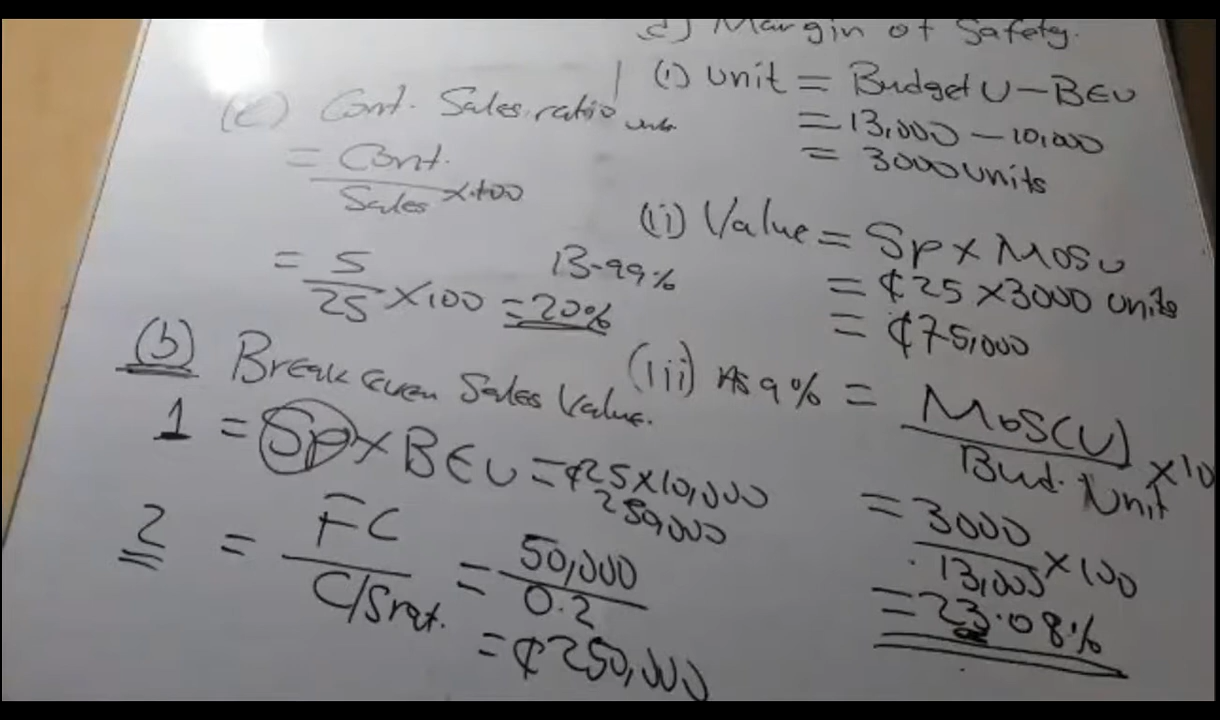 d) Margin of Safety.
(i) Unit = Budget U - BEU
= 13,000 - 10,000
= 3000 units
(ii) Value = Sp x MOSU
= ₵25 x 3000 units
= ₵75,000
(iii) As a % = MOS(U) / Bud. Unit x 10
= 3000 / 13,000 x 100
= 23.08%
(c) Cont. Sales ratio
= Cont. / Sales x 100
= 5 / 25 x 100 = 20%
13-99%
(b) Break even Sales Value.
1 = Sp x BEU = ₵25 x 10,000
250,000
2 = FC / C/S rat. = 50,000 / 0.2
= ₵250,000